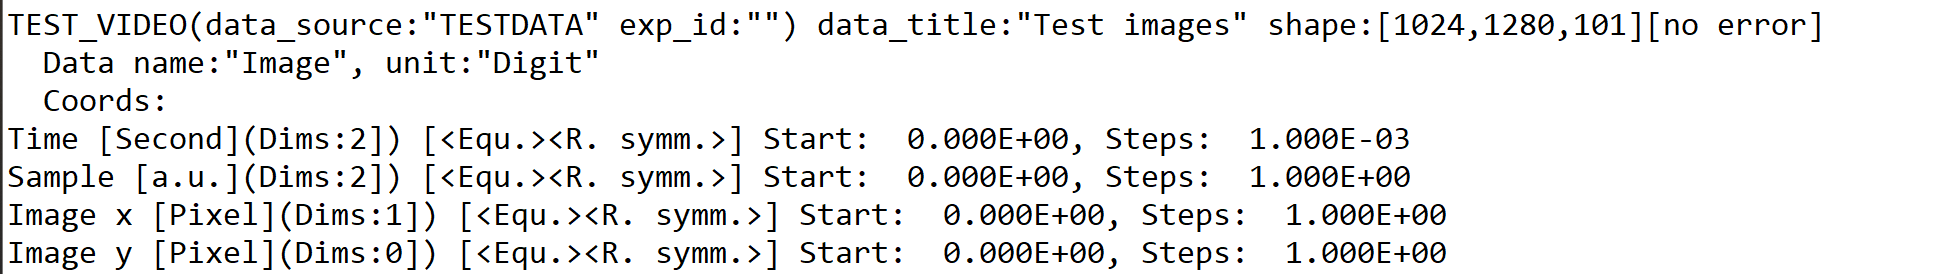 TEST_VIDEO(data_source:"TESTDATA" exp_id:"") data_title:"Test images" shape:[1024,1280,101][no error]
  Data name:"Image", unit:"Digit"
  Coords:
Time [Second](Dims:2]) [<Equ.><R. symm.>] Start:  0.000E+00, Steps:  1.000E-03
Sample [a.u.](Dims:2]) [<Equ.><R. symm.>] Start:  0.000E+00, Steps:  1.000E+00
Image x [Pixel](Dims:1]) [<Equ.><R. symm.>] Start:  0.000E+00, Steps:  1.000E+00
Image y [Pixel](Dims:0]) [<Equ.><R. symm.>] Start:  0.000E+00, Steps:  1.000E+00